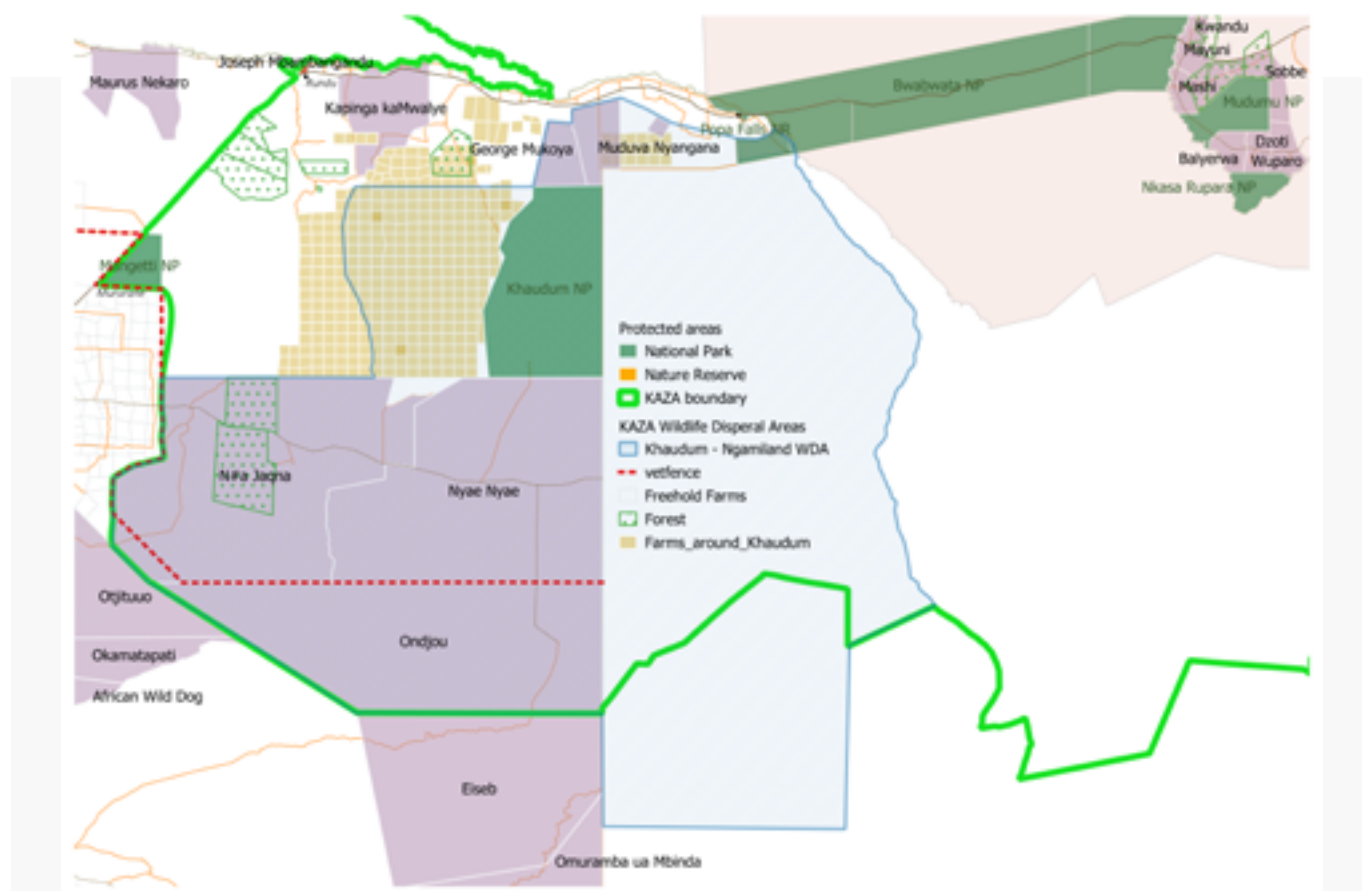 Kwandu
Mayuni
Joseph Mbambangandu
Sobbe
Maurus Nekaro
Rundu
Bwabwata NP
Mashi
Mudumu NP
Kapinga kaMwalye
Popa Falls NR
George Mukoya
Muduva Nyangana
Dzoti
Balyerwa
Wuparo
Nkasa Rupara NP
Mangetti NP
Khaudum NP
Protected areas
National Park
Nature Reserve
KAZA boundary
KAZA Wildlife Disperal Areas
Khaudum - Ngamiland WDA
vetfence
Freehold Farms
Forest
Farms_around_Khaudum
N#a Jaqna
Nyae Nyae
Otjituuo
Ondjou
Okamatapati
African Wild Dog
Eiseb
Omuramba ua Mbinda